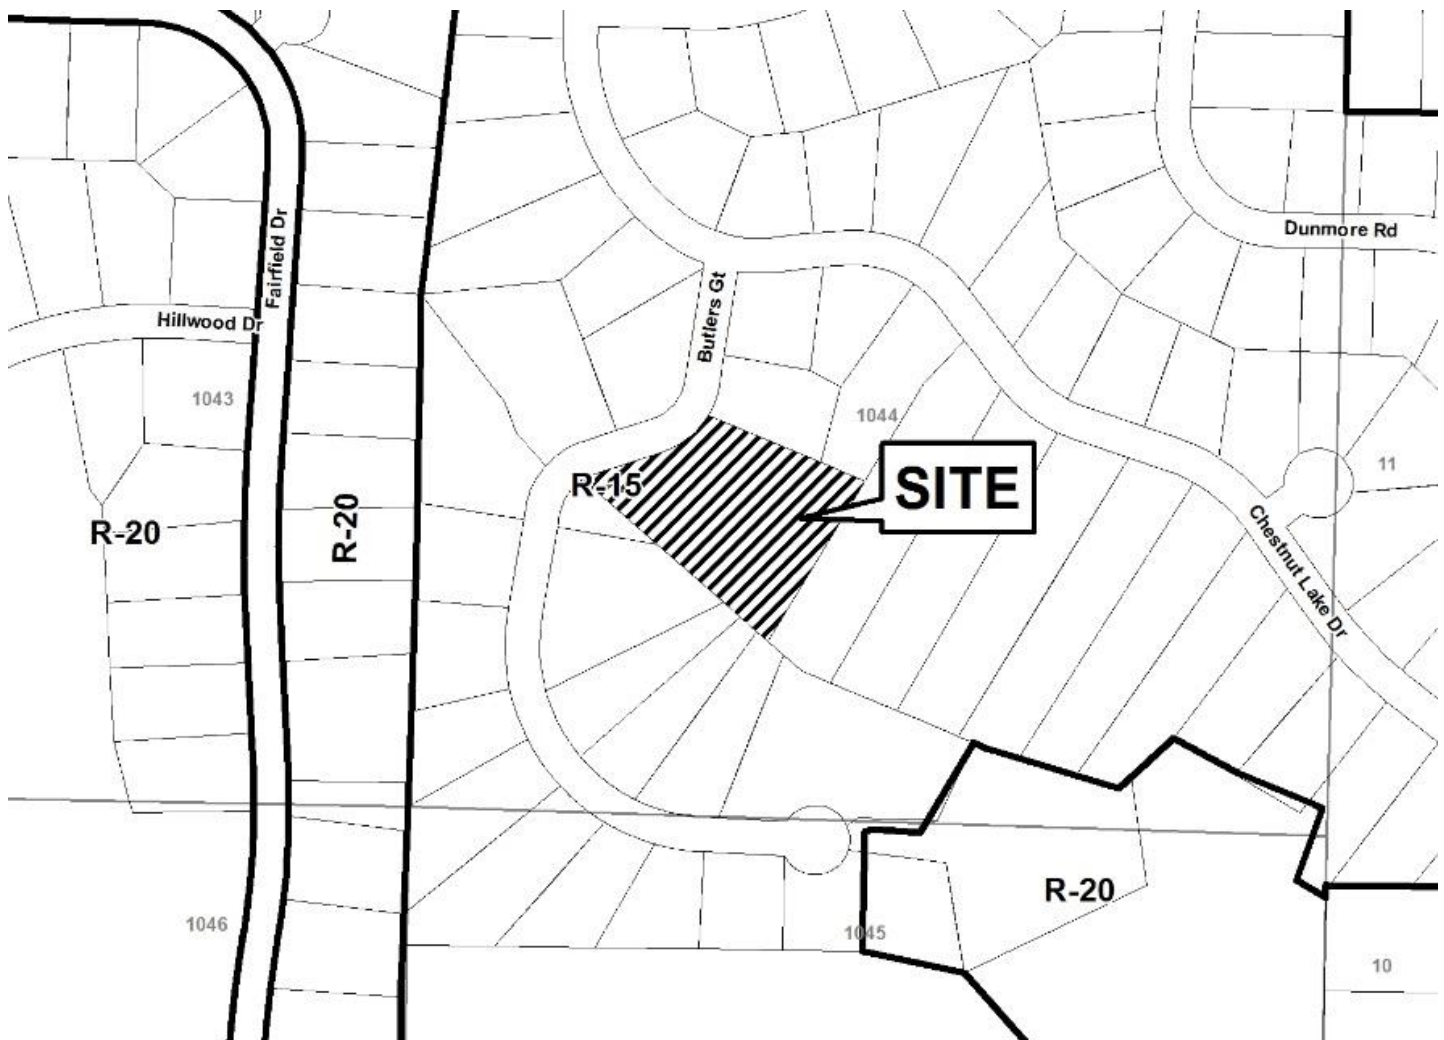 Dunmore Rd
Fairfield Dr
Hillwood Dr
Butlers Gt
1043
1044
11
SITE
R-15
R-20
R-20
Chestnut Lake Dr
R-20
1046
1045
10